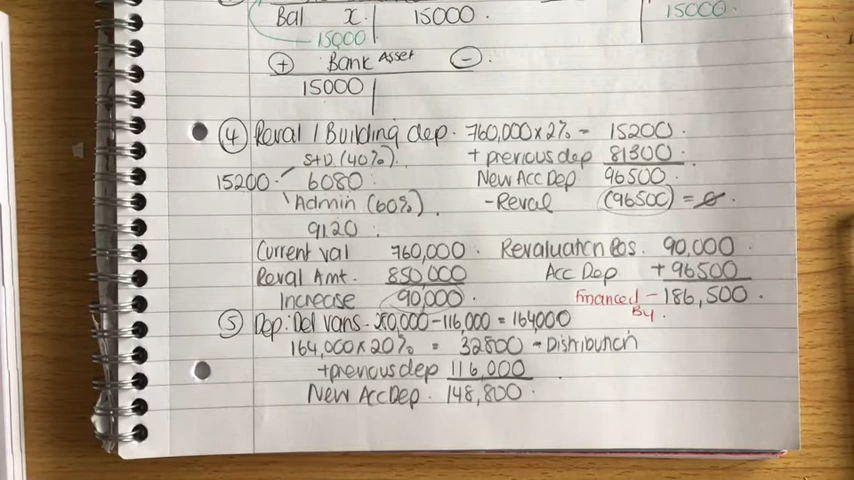 Bal x. 15000. 15000.
15000
+ Bank Asset -
15000
④ Reval / Building dep. 760,000 x 2% = 15200.
S+D (40%). + previous dep 81300.
15200. 6080. New Acc Dep. 96500.
Admin (60%). - Reval (96500) = 0.
9120.
Current val 760,000. Revaluation Pos. 90,000
Reval Amt. 850,000 Acc Dep + 96500
Increase 90,000. Financed By. - 186,500.
⑤ Dep: Del vans. 280,000 - 116,000 = 164000
164,000 x 20% = 32800 - Distribution
+ previous dep 116,000
New Acc Dep. 148,800.